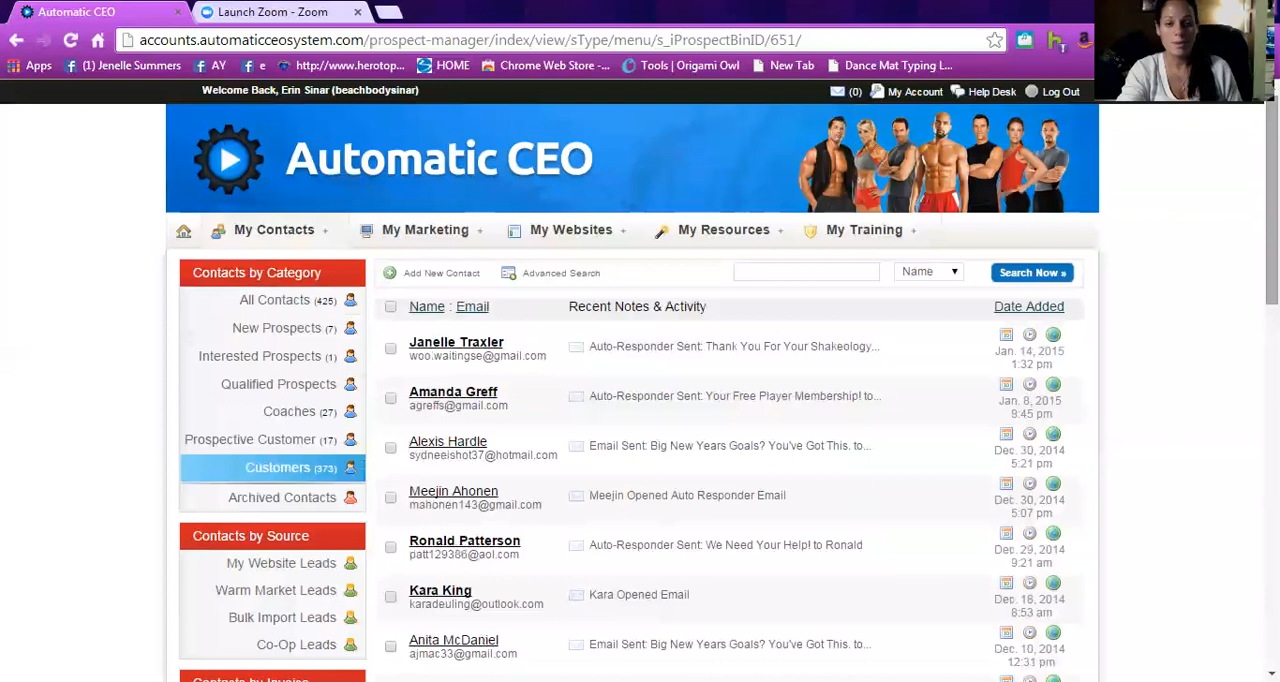 Automatic CEO
Launch Zoom - Zoom
accounts.automaticceosystem.com/prospect-manager/index/view/sType/menu/s_iProspectBinID/651/
Apps (1) Jenelle Summers AY e http://www.herotop... HOME Chrome Web Store -... Tools | Origami Owl New Tab Dance Mat Typing L...
Welcome Back, Erin Sinar (beachbodysinar) (0) My Account Help Desk Log Out
Automatic CEO
My Contacts + My Marketing + My Websites + My Resources + My Training +
Contacts by Category
All Contacts (425)
New Prospects (7)
Interested Prospects (1)
Qualified Prospects
Coaches (27)
Prospective Customer (17)
Customers (373)
Archived Contacts
Contacts by Source
My Website Leads
Warm Market Leads
Bulk Import Leads
Co-Op Leads
Add New Contact Advanced Search Name Search Now »
Name : Email Recent Notes & Activity Date Added
Janelle Traxler
woo.waitingse@gmail.com
Auto-Responder Sent: Thank You For Your Shakeology...
Jan. 14, 2015
1:32 pm
Amanda Greff
agreffs@gmail.com
Auto-Responder Sent: Your Free Player Membership! to...
Jan. 8, 2015
9:45 pm
Alexis Hardle
sydneeishot37@hotmail.com
Email Sent: Big New Years Goals? You've Got This. to...
Dec. 30, 2014
5:21 pm
Meejin Ahonen
mahonen143@gmail.com
Meejin Opened Auto Responder Email
Dec. 30, 2014
5:07 pm
Ronald Patterson
patt129386@aol.com
Auto-Responder Sent: We Need Your Help! to Ronald
Dec. 29, 2014
9:21 am
Kara King
karadeuling@outlook.com
Kara Opened Email
Dec. 18, 2014
8:53 am
Anita McDaniel
ajmac33@gmail.com
Email Sent: Big New Years Goals? You've Got This. to...
Dec. 10, 2014
12:31 pm